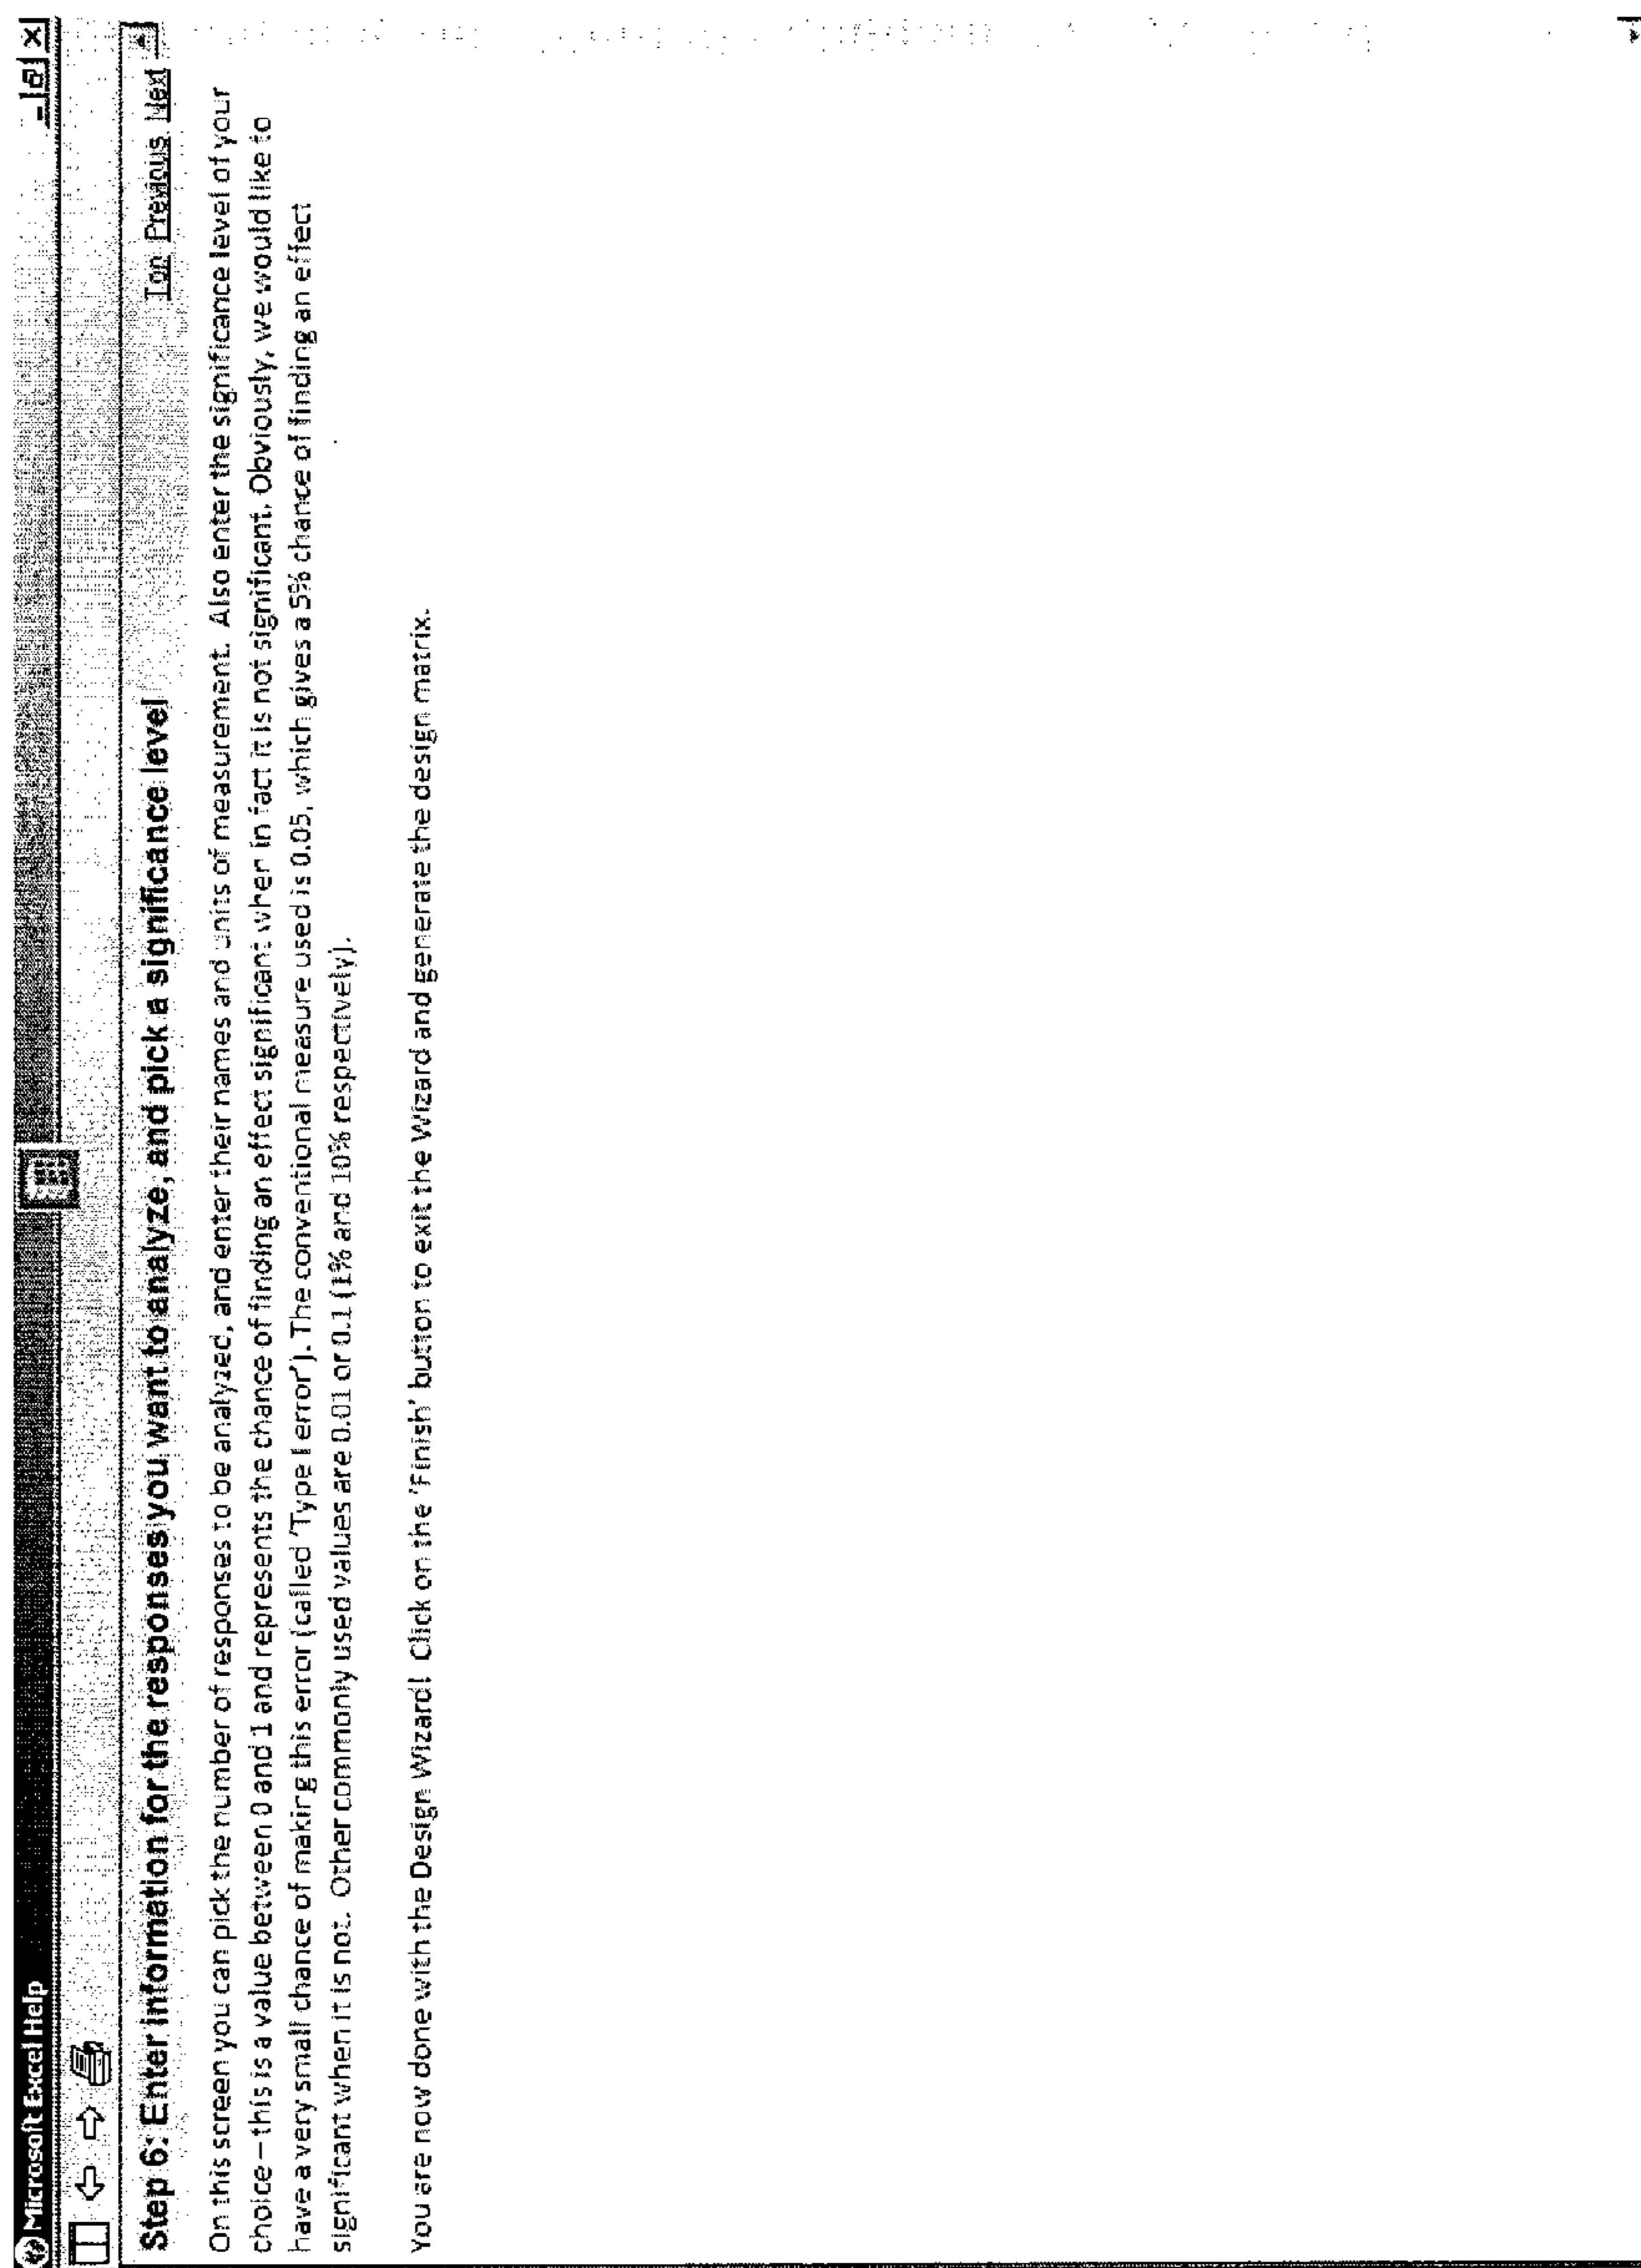 Microsoft Excel Help
Top Previous Next
Step 6: Enter information for the responses you want to analyze, and pick a significance level
On this screen you can pick the number of responses to be analyzed, and enter their names and units of measurement. Also enter the significance level of your
choice – this is a value between 0 and 1 and represents the chance of finding an effect significant when in fact it is not significant. Obviously, we would like to
have a very small chance of making this error (called 'Type I error'). The conventional measure used is 0.05, which gives a 5% chance of finding an effect
significant when it is not. Other commonly used values are 0.01 or 0.1 (1% and 10% respectively).
You are now done with the Design Wizard! Click on the 'Finish' button to exit the Wizard and generate the design matrix.